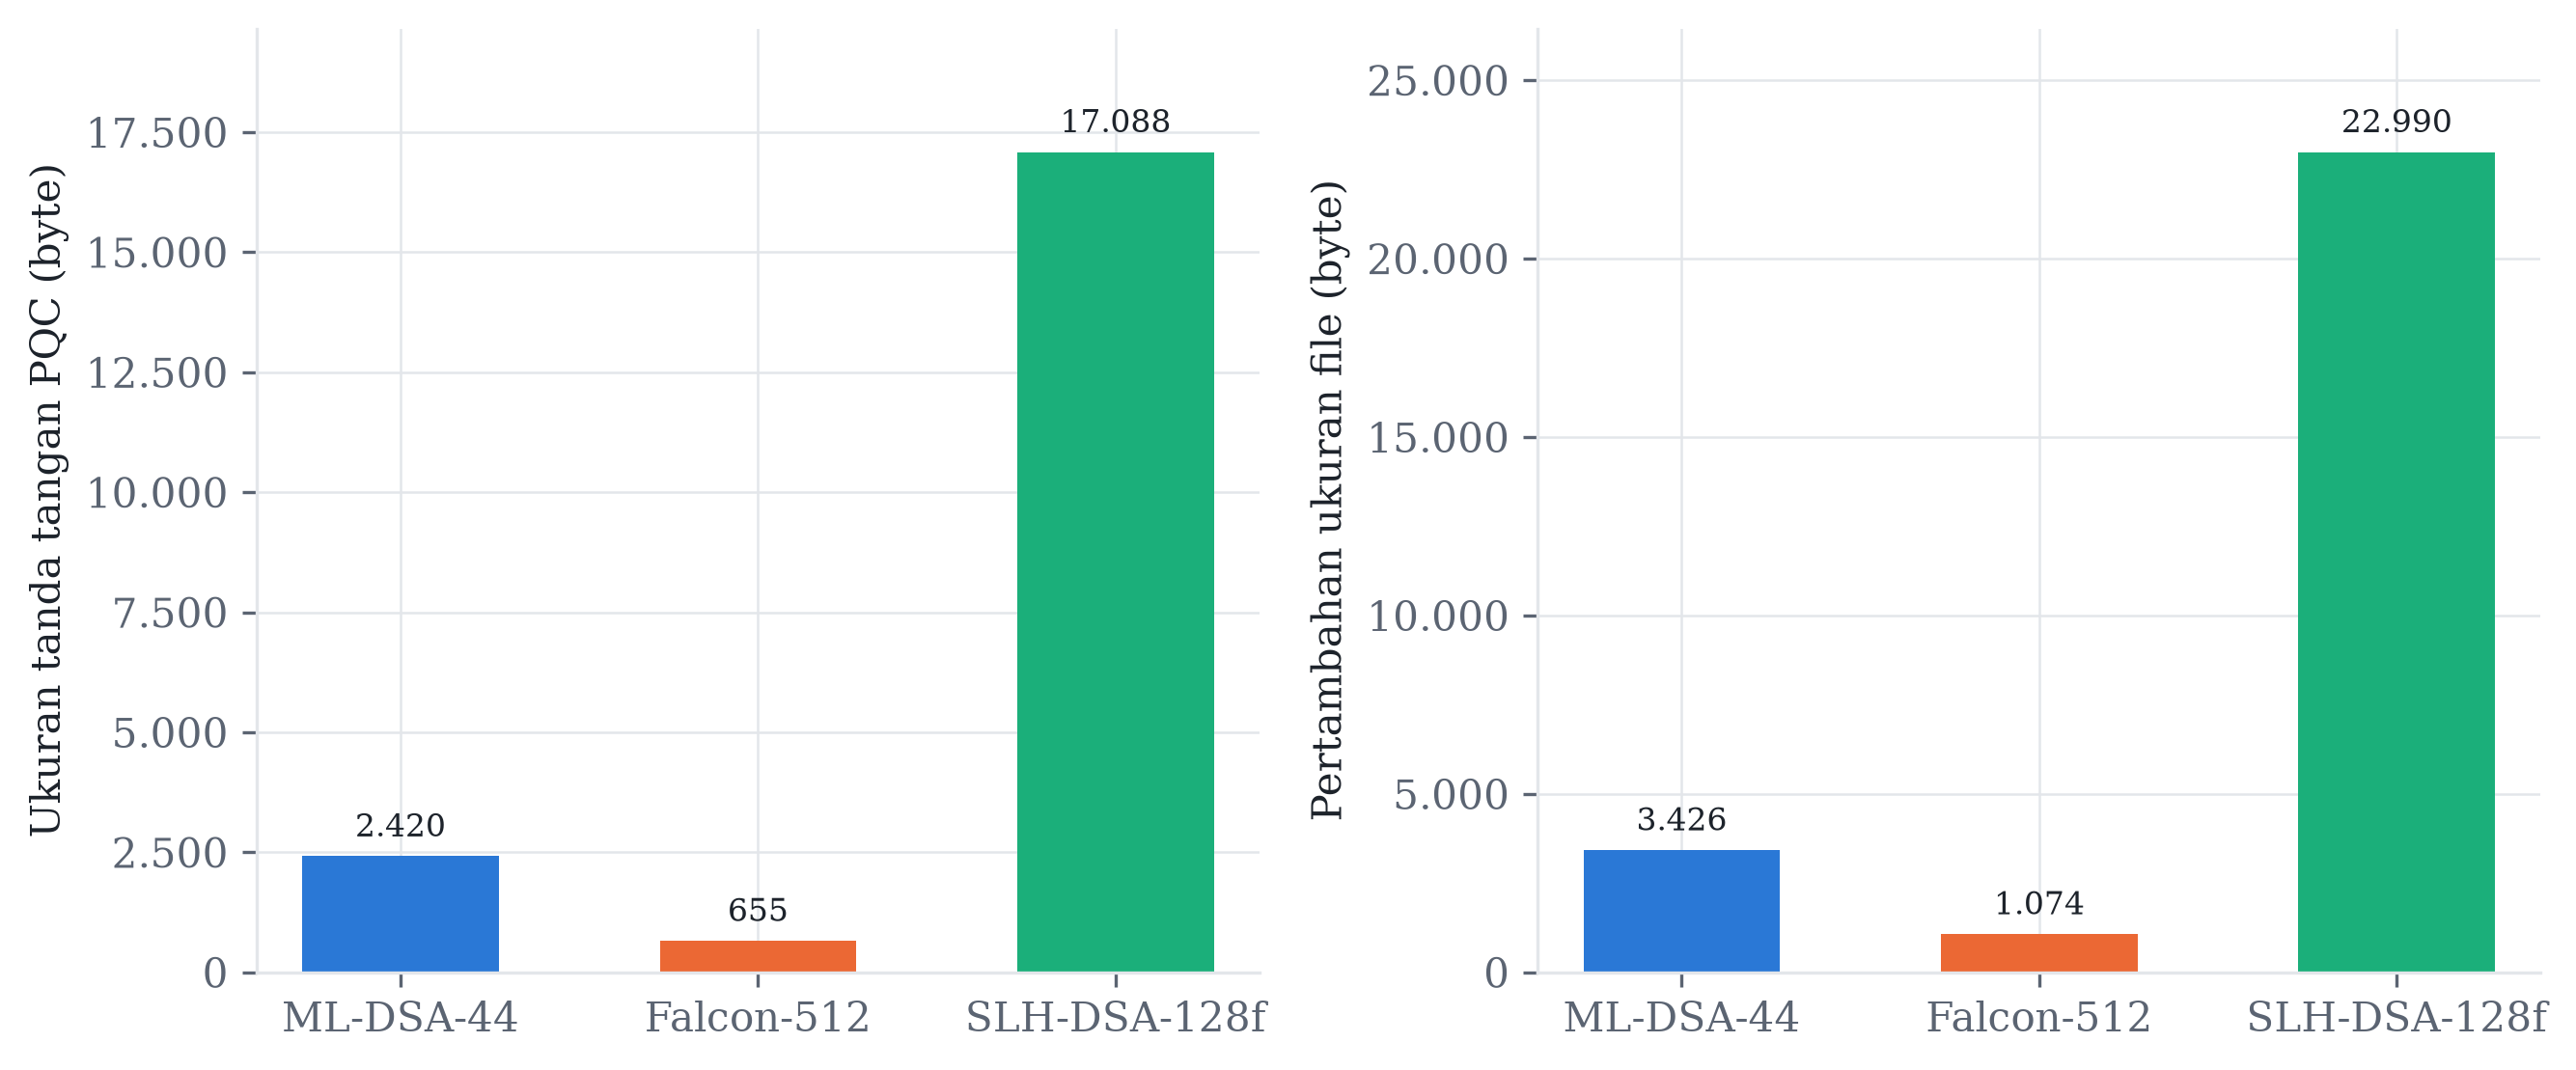 Ukuran tanda tangan PQC (byte)
17.500
15.000
12.500
10.000
7.500
5.000
2.500
0
2.420
655
17.088
ML-DSA-44
Falcon-512
SLH-DSA-128f
Pertambahan ukuran file (byte)
25.000
20.000
15.000
10.000
5.000
0
3.426
1.074
22.990
ML-DSA-44
Falcon-512
SLH-DSA-128f